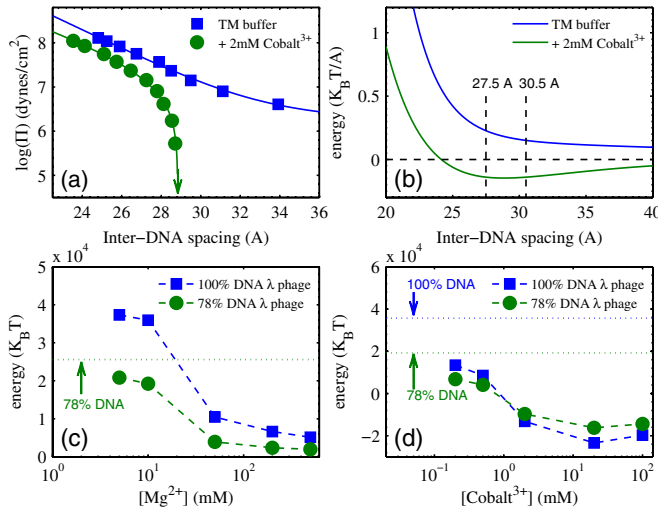 TM buffer
+ 2mM Cobalt³⁺
8
7
6
5
log(Π) (dynes/cm²)
(a)
24 26 28 30 32 34 36
Inter−DNA spacing (A)
TM buffer
+ 2mM Cobalt³⁺
1
0.5
0
energy (K_BT/A)
27.5 A 30.5 A
(b)
20 25 30 35 40
Inter−DNA spacing (A)
x 10⁴
5
4
3
2
1
0
energy (K_BT)
100% DNA λ phage
78% DNA λ phage
78% DNA
(c)
10⁰ 10¹ 10²
[Mg²⁺] (mM)
x 10⁴
6
4
2
0
−2
energy (K_BT)
100% DNA λ phage
78% DNA λ phage
100% DNA
78% DNA
(d)
10⁻¹ 10⁰ 10¹ 10²
[Cobalt³⁺] (mM)